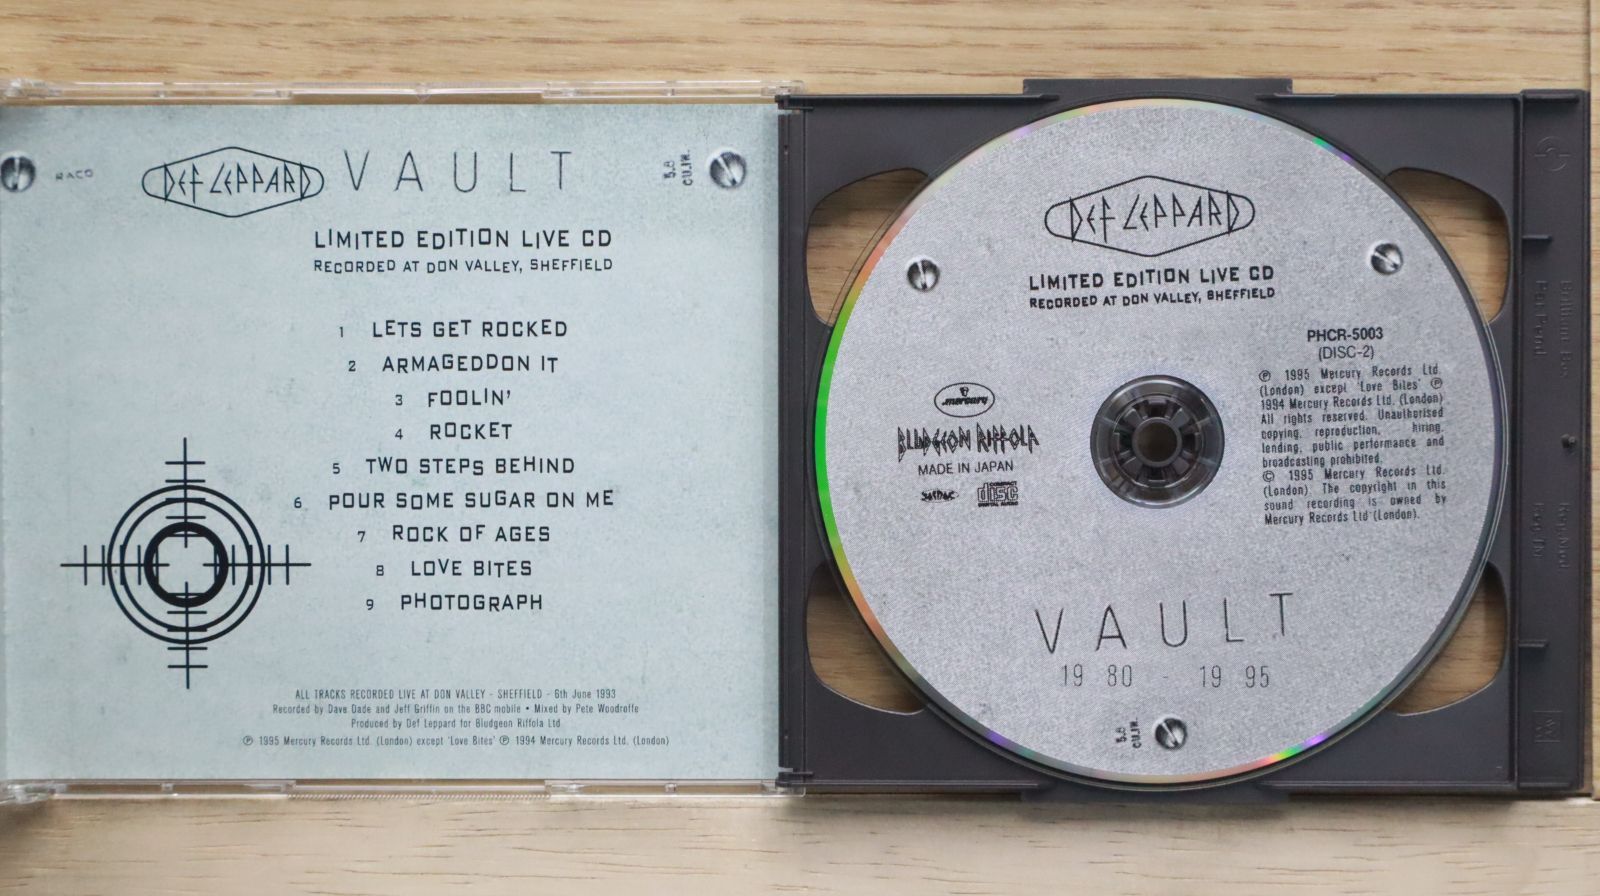 RACO
DEF LEPPARD VAULT
5.8
CU.IN.
LIMITED EDITION LIVE CD
RECORDED AT DON VALLEY, SHEFFIELD
1 LETS GET ROCKED
2 ARMAGEDDON IT
3 FOOLIN'
4 ROCKET
5 TWO STEPS BEHIND
6 POUR SOME SUGAR ON ME
7 ROCK OF AGES
8 LOVE BITES
9 PHOTOGRAPH
ALL TRACKS RECORDED LIVE AT DON VALLEY - SHEFFIELD - 6th June 1993
Recorded by Dave Dade and Jeff Griffin on the BBC mobile • Mixed by Pete Woodroffe
Produced by Def Leppard for Bludgeon Riffola Ltd
℗ 1995 Mercury Records Ltd. (London) except 'Love Bites' ℗ 1994 Mercury Records Ltd. (London)
DEF LEPPARD
LIMITED EDITION LIVE CD
RECORDED AT DON VALLEY, SHEFFIELD
PHCR-5003
(DISC-2)
℗ 1995 Mercury Records Ltd.
(London) except 'Love Bites' ℗
1994 Mercury Records Ltd. (London)
All rights reserved. Unauthorised
copying, reproduction, hiring,
lending, public performance and
broadcasting prohibited.
© 1995 Mercury Records Ltd.
(London). The copyright in this
sound recording is owned by
Mercury Records Ltd (London).
mercury
BLUDGEON RIFFOLA
MADE IN JAPAN
COMPACT
disc
DIGITAL AUDIO
VAULT
19 80 - 19 95
5.8
CU.IN.